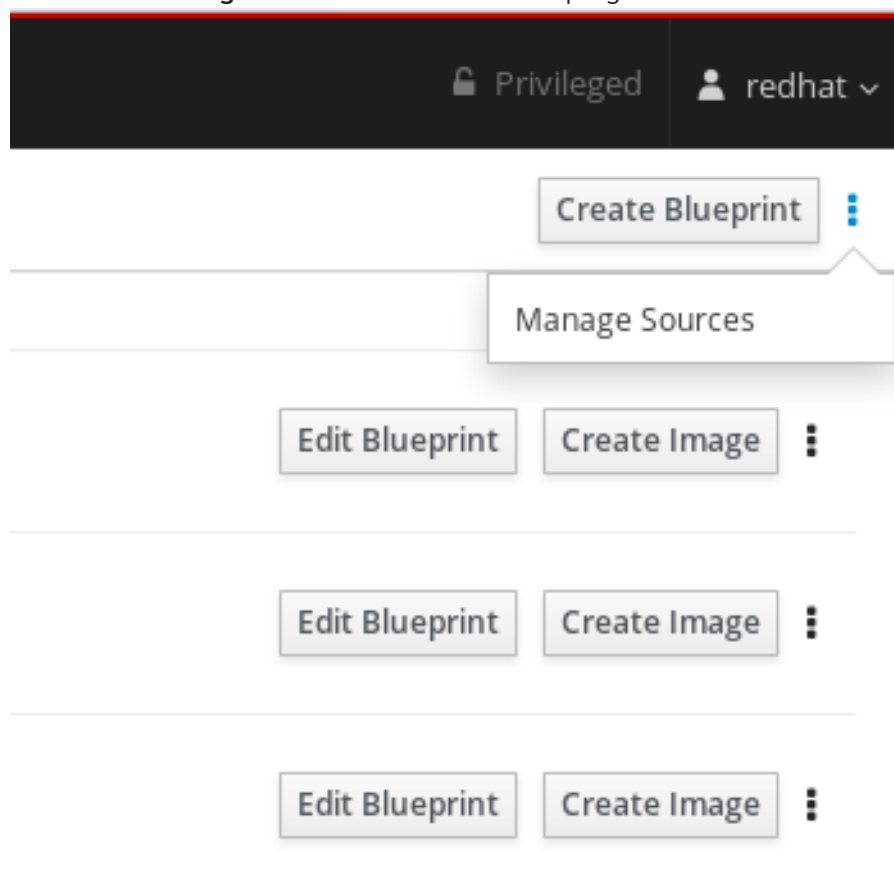 Privileged redhat
Create Blueprint
Manage Sources
Edit Blueprint Create Image
Edit Blueprint Create Image
Edit Blueprint Create Image